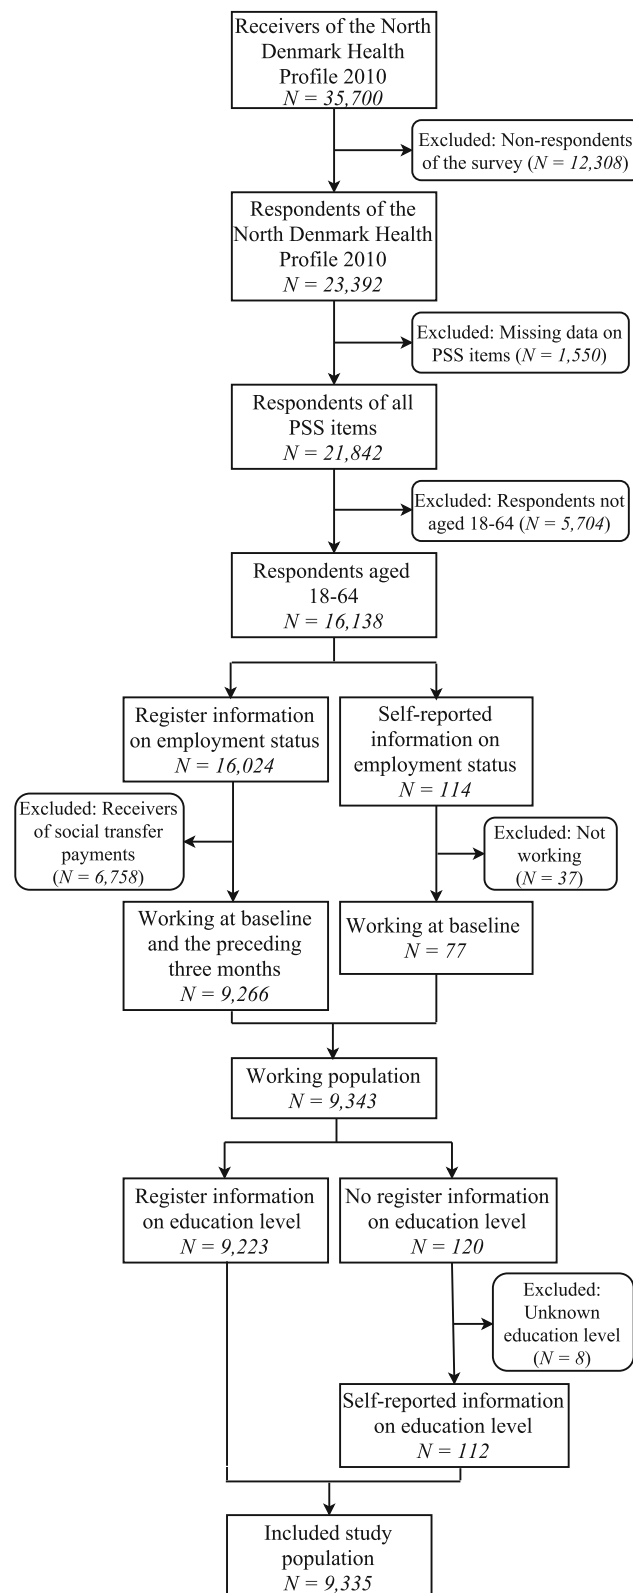 Receivers of the North
Denmark Health
Profile 2010
N = 35,700
Excluded: Non-respondents
of the survey (N = 12,308)
Respondents of the
North Denmark Health
Profile 2010
N = 23,392
Excluded: Missing data on
PSS items (N = 1,550)
Respondents of all
PSS items
N = 21,842
Excluded: Respondents not
aged 18-64 (N = 5,704)
Respondents aged
18-64
N = 16,138
Register information
on employment status
N = 16,024
Self-reported
information on
employment status
N = 114
Excluded: Receivers
of social transfer
payments
(N = 6,758)
Excluded: Not
working
(N = 37)
Working at baseline
and the preceding
three months
N = 9,266
Working at baseline
N = 77
Working population
N = 9,343
Register information
on education level
N = 9,223
No register information
on education level
N = 120
Excluded:
Unknown
education level
(N = 8)
Self-reported information
on education level
N = 112
Included study
population
N = 9,335